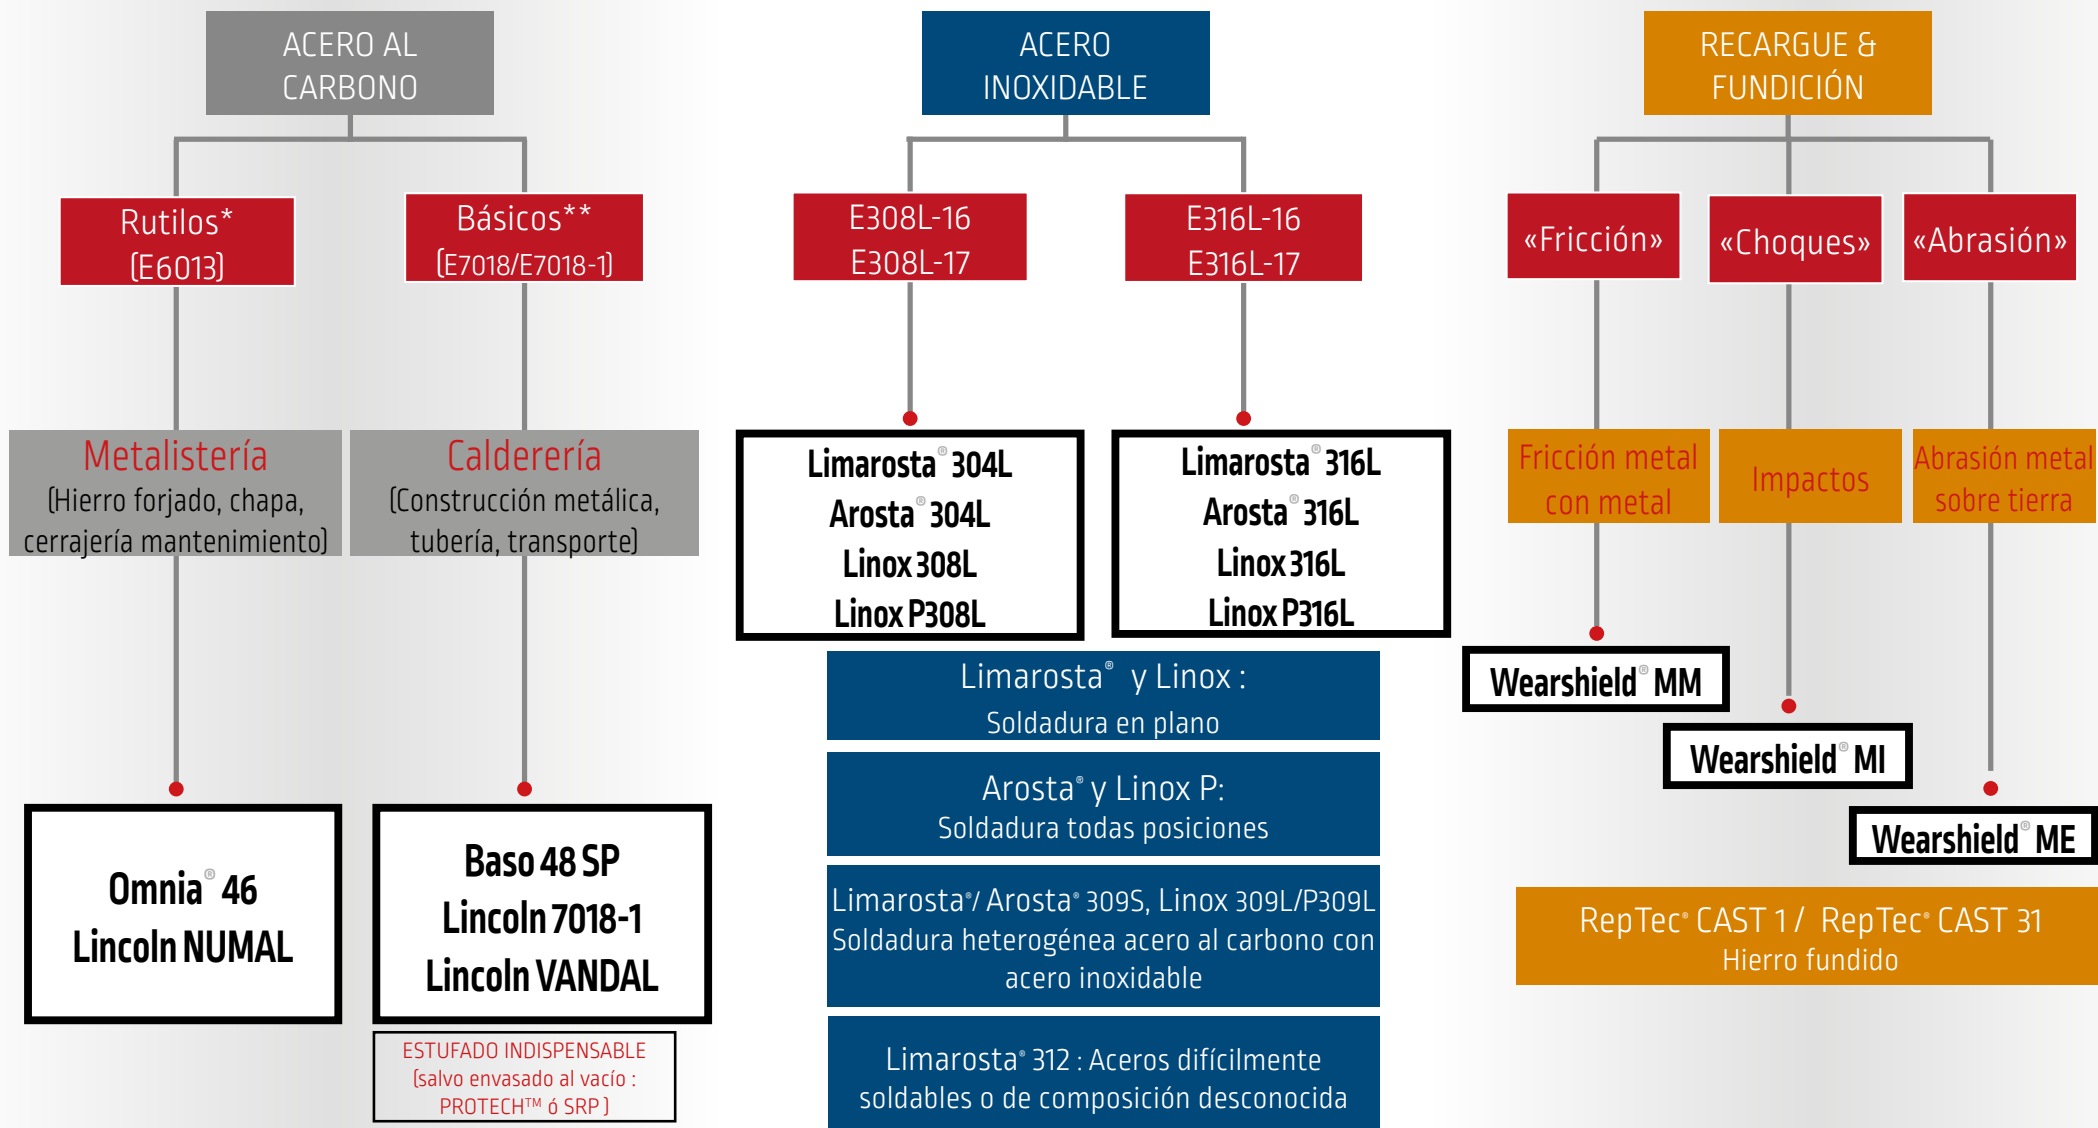 ACERO AL
CARBONO
Rutilos*
(E6013)
Básicos**
(E7018/E7018-1)
Metalistería
(Hierro forjado, chapa,
cerrajería mantenimiento)
Calderería
(Construcción metálica,
tubería, transporte)
Omnia® 46
Lincoln NUMAL
Baso 48 SP
Lincoln 7018-1
Lincoln VANDAL
ESTUFADO INDISPENSABLE
(salvo envasado al vacío :
PROTECH™ ó SRP )
ACERO
INOXIDABLE
E308L-16
E308L-17
E316L-16
E316L-17
Limarosta® 304L
Arosta® 304L
Linox 308L
Linox P308L
Limarosta® 316L
Arosta® 316L
Linox 316L
Linox P316L
Limarosta® y Linox :
Soldadura en plano
Arosta® y Linox P:
Soldadura todas posiciones
Limarosta®/ Arosta® 309S, Linox 309L/P309L
Soldadura heterogénea acero al carbono con
acero inoxidable
Limarosta® 312 : Aceros difícilmente
soldables o de composición desconocida
RECARGUE &
FUNDICIÓN
«Fricción»
«Choques»
«Abrasión»
Fricción metal
con metal
Impactos
Abrasión metal
sobre tierra
Wearshield® MM
Wearshield® MI
Wearshield® ME
RepTec® CAST 1 / RepTec® CAST 31
Hierro fundido